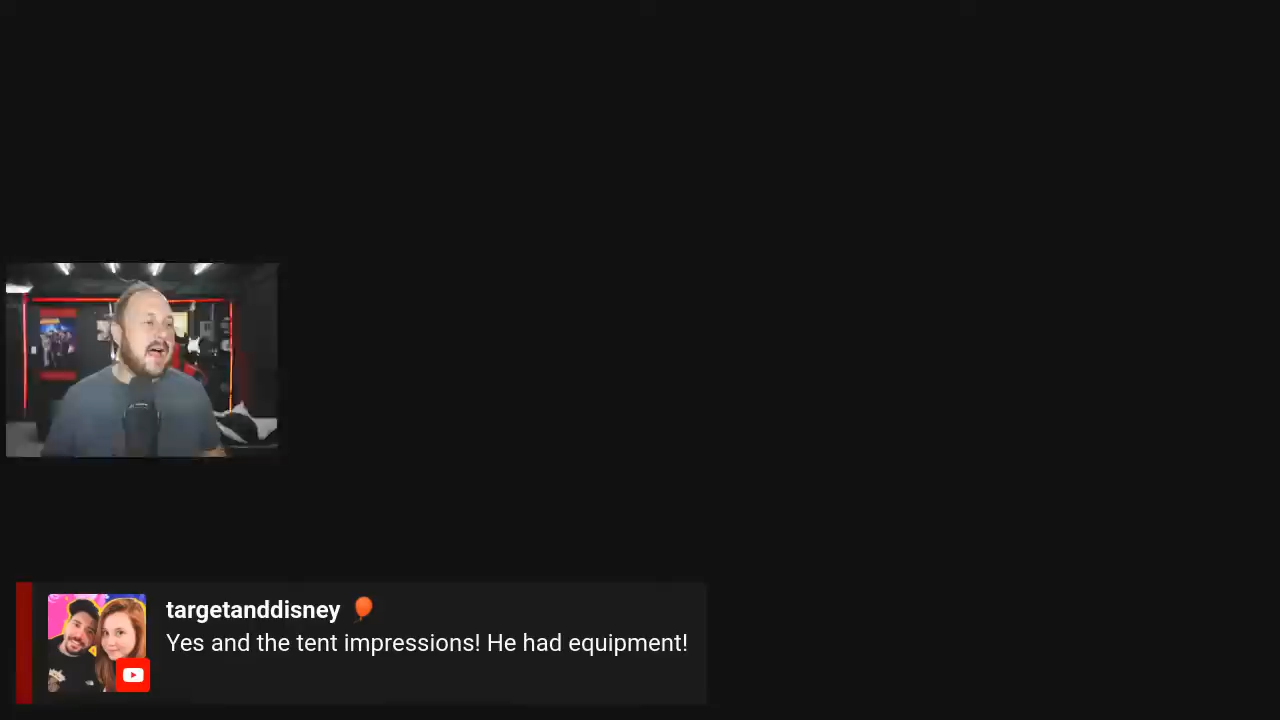 targetanddisney 🎈
Yes and the tent impressions! He had equipment!